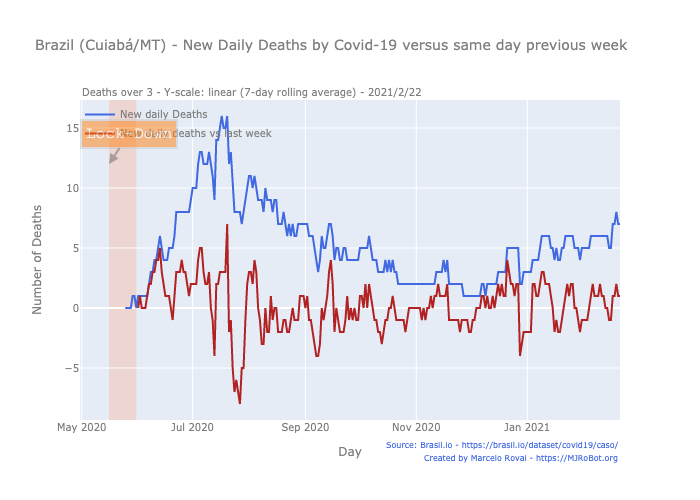 Brazil (Cuiabá/MT) - New Daily Deaths by Covid-19 versus same day previous week
Deaths over 3 - Y-scale: linear (7-day rolling average) - 2021/2/22
New daily Deaths
New daily deaths vs last week
Lock Down
15
10
5
0
−5
Number of Deaths
May 2020
Jul 2020
Sep 2020
Nov 2020
Jan 2021
Day
Source: Brasil.io - https://brasil.io/dataset/covid19/caso/
Created by Marcelo Rovai - https://MJRoBot.org